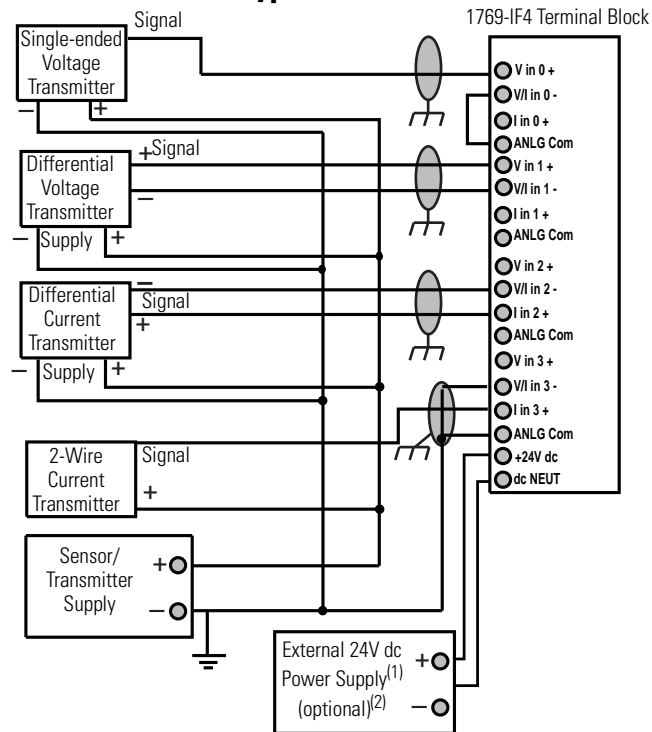 1769-IF4 Terminal Block
Single-ended
Voltage
Transmitter
Signal
− +
Differential
Voltage
Transmitter
+Signal
−
− Supply +
Differential
Current
Transmitter
−
Signal
+
− Supply +
2-Wire
Current
Transmitter
Signal
+
Sensor/
Transmitter
Supply
+
−
External 24V dc
Power Supply(1)
(optional)(2)
+
−
V in 0 +
V/I in 0 -
I in 0 +
ANLG Com
V in 1 +
V/I in 1 -
I in 1 +
ANLG Com
V in 2 +
V/I in 2 -
I in 2 +
ANLG Com
V in 3 +
V/I in 3 -
I in 3 +
ANLG Com
+24V dc
dc NEUT